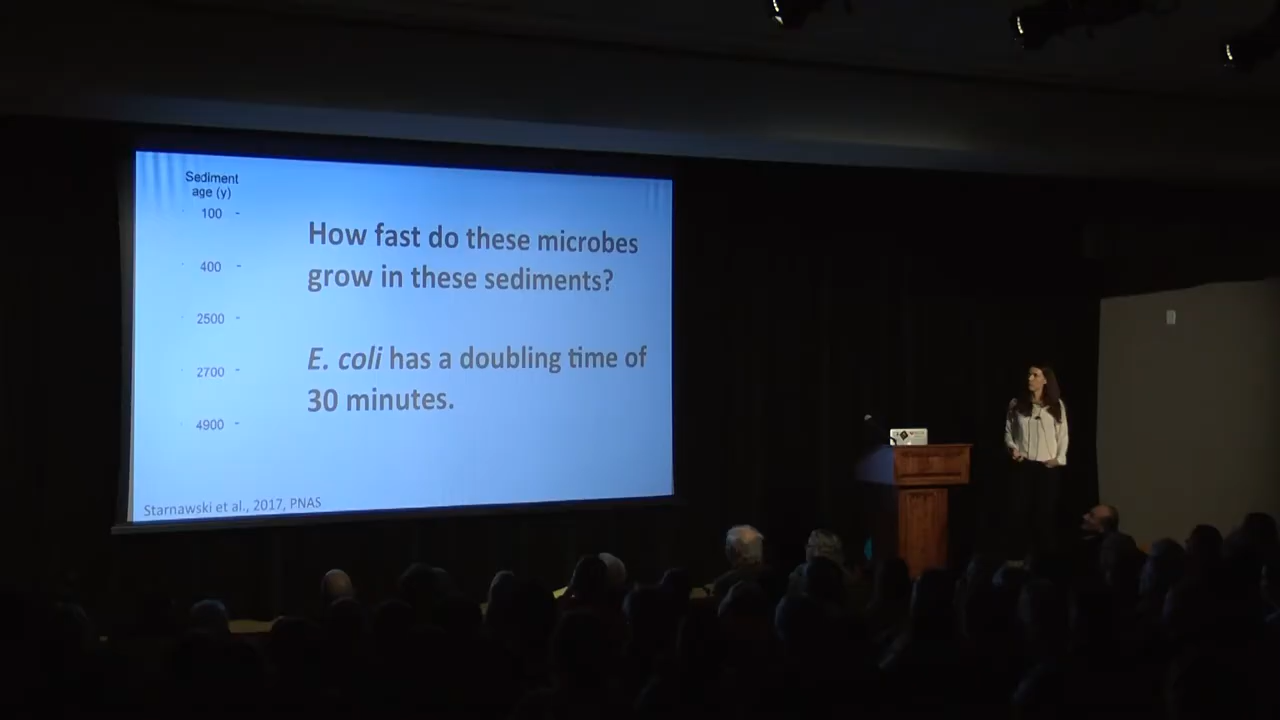 Sediment
age (y)
100 -
400 -
2500 -
2700 -
4900 -
How fast do these microbes
grow in these sediments?
E. coli has a doubling time of
30 minutes.
Starnawski et al., 2017, PNAS